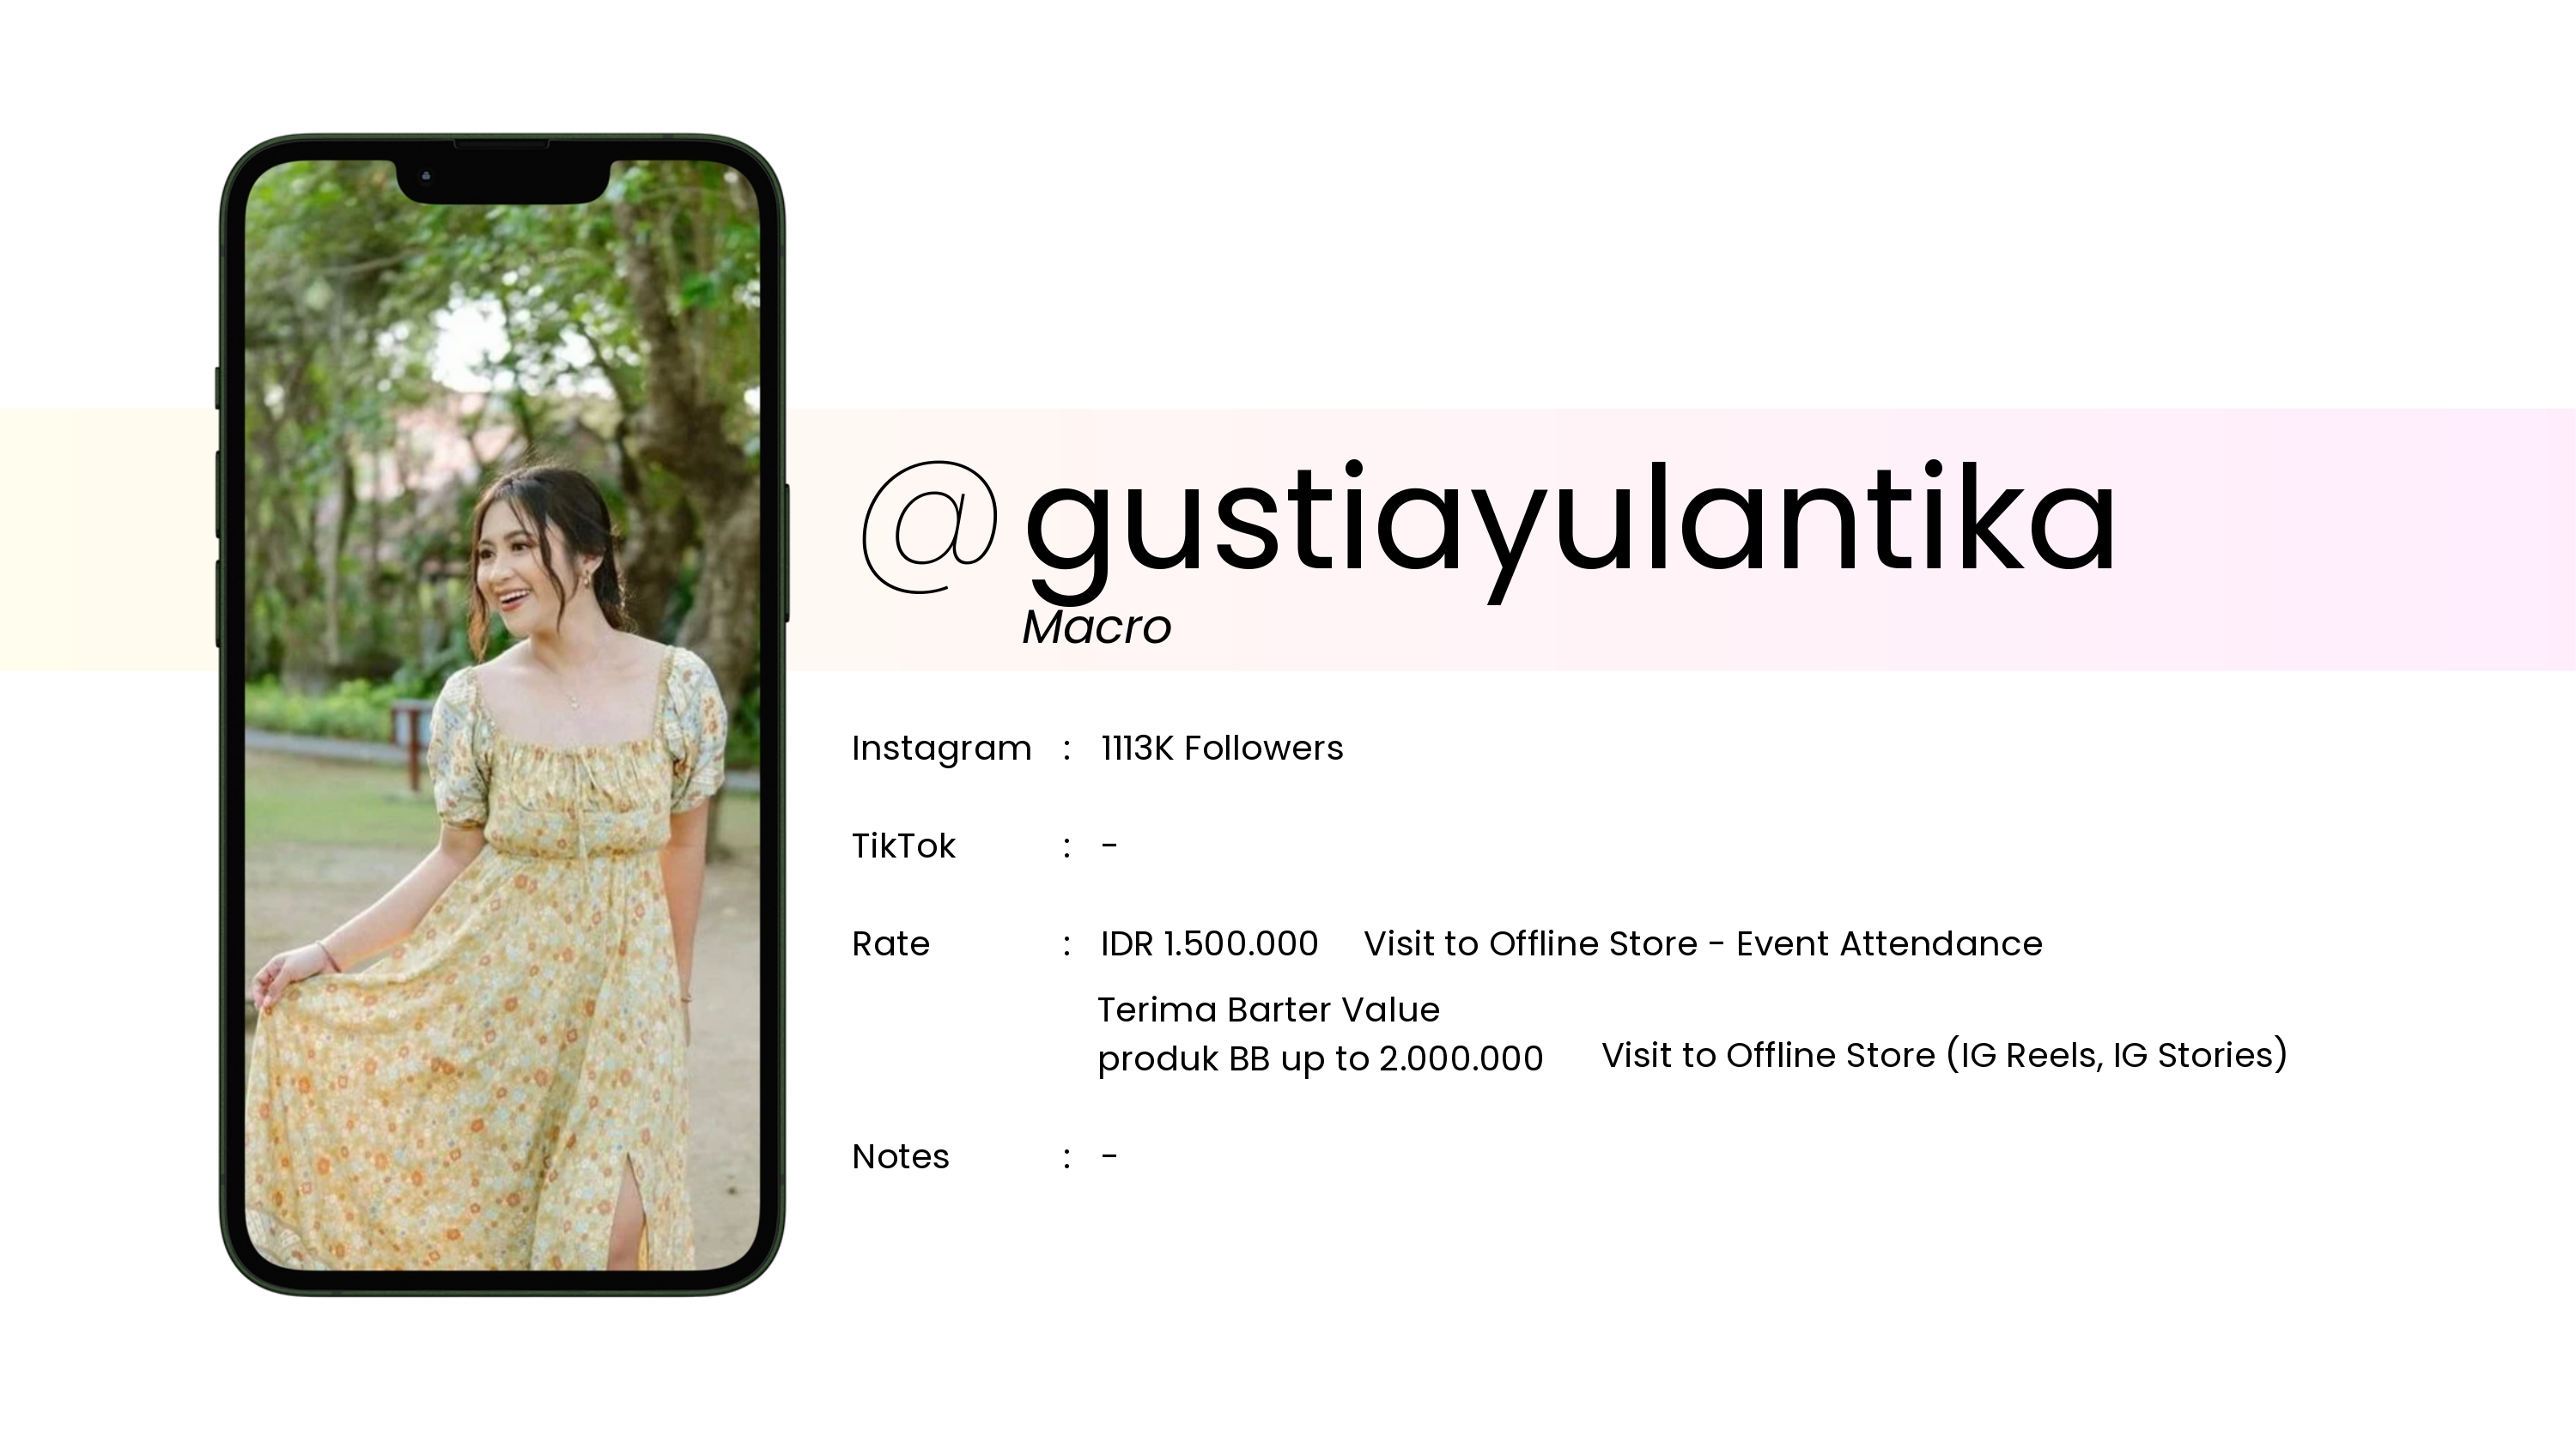 @gustiayulantika
Macro
Instagram : 1113K Followers
TikTok : -
Rate : IDR 1.500.000 Visit to Offline Store - Event Attendance
Terima Barter Value
produk BB up to 2.000.000 Visit to Offline Store (IG Reels, IG Stories)
Notes : -